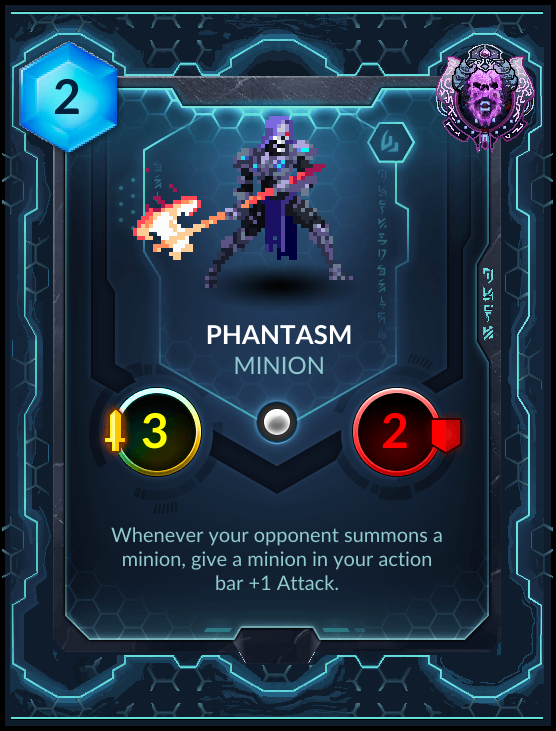 2
PHANTASM
MINION
3
2
Whenever your opponent summons a
minion, give a minion in your action
bar +1 Attack.